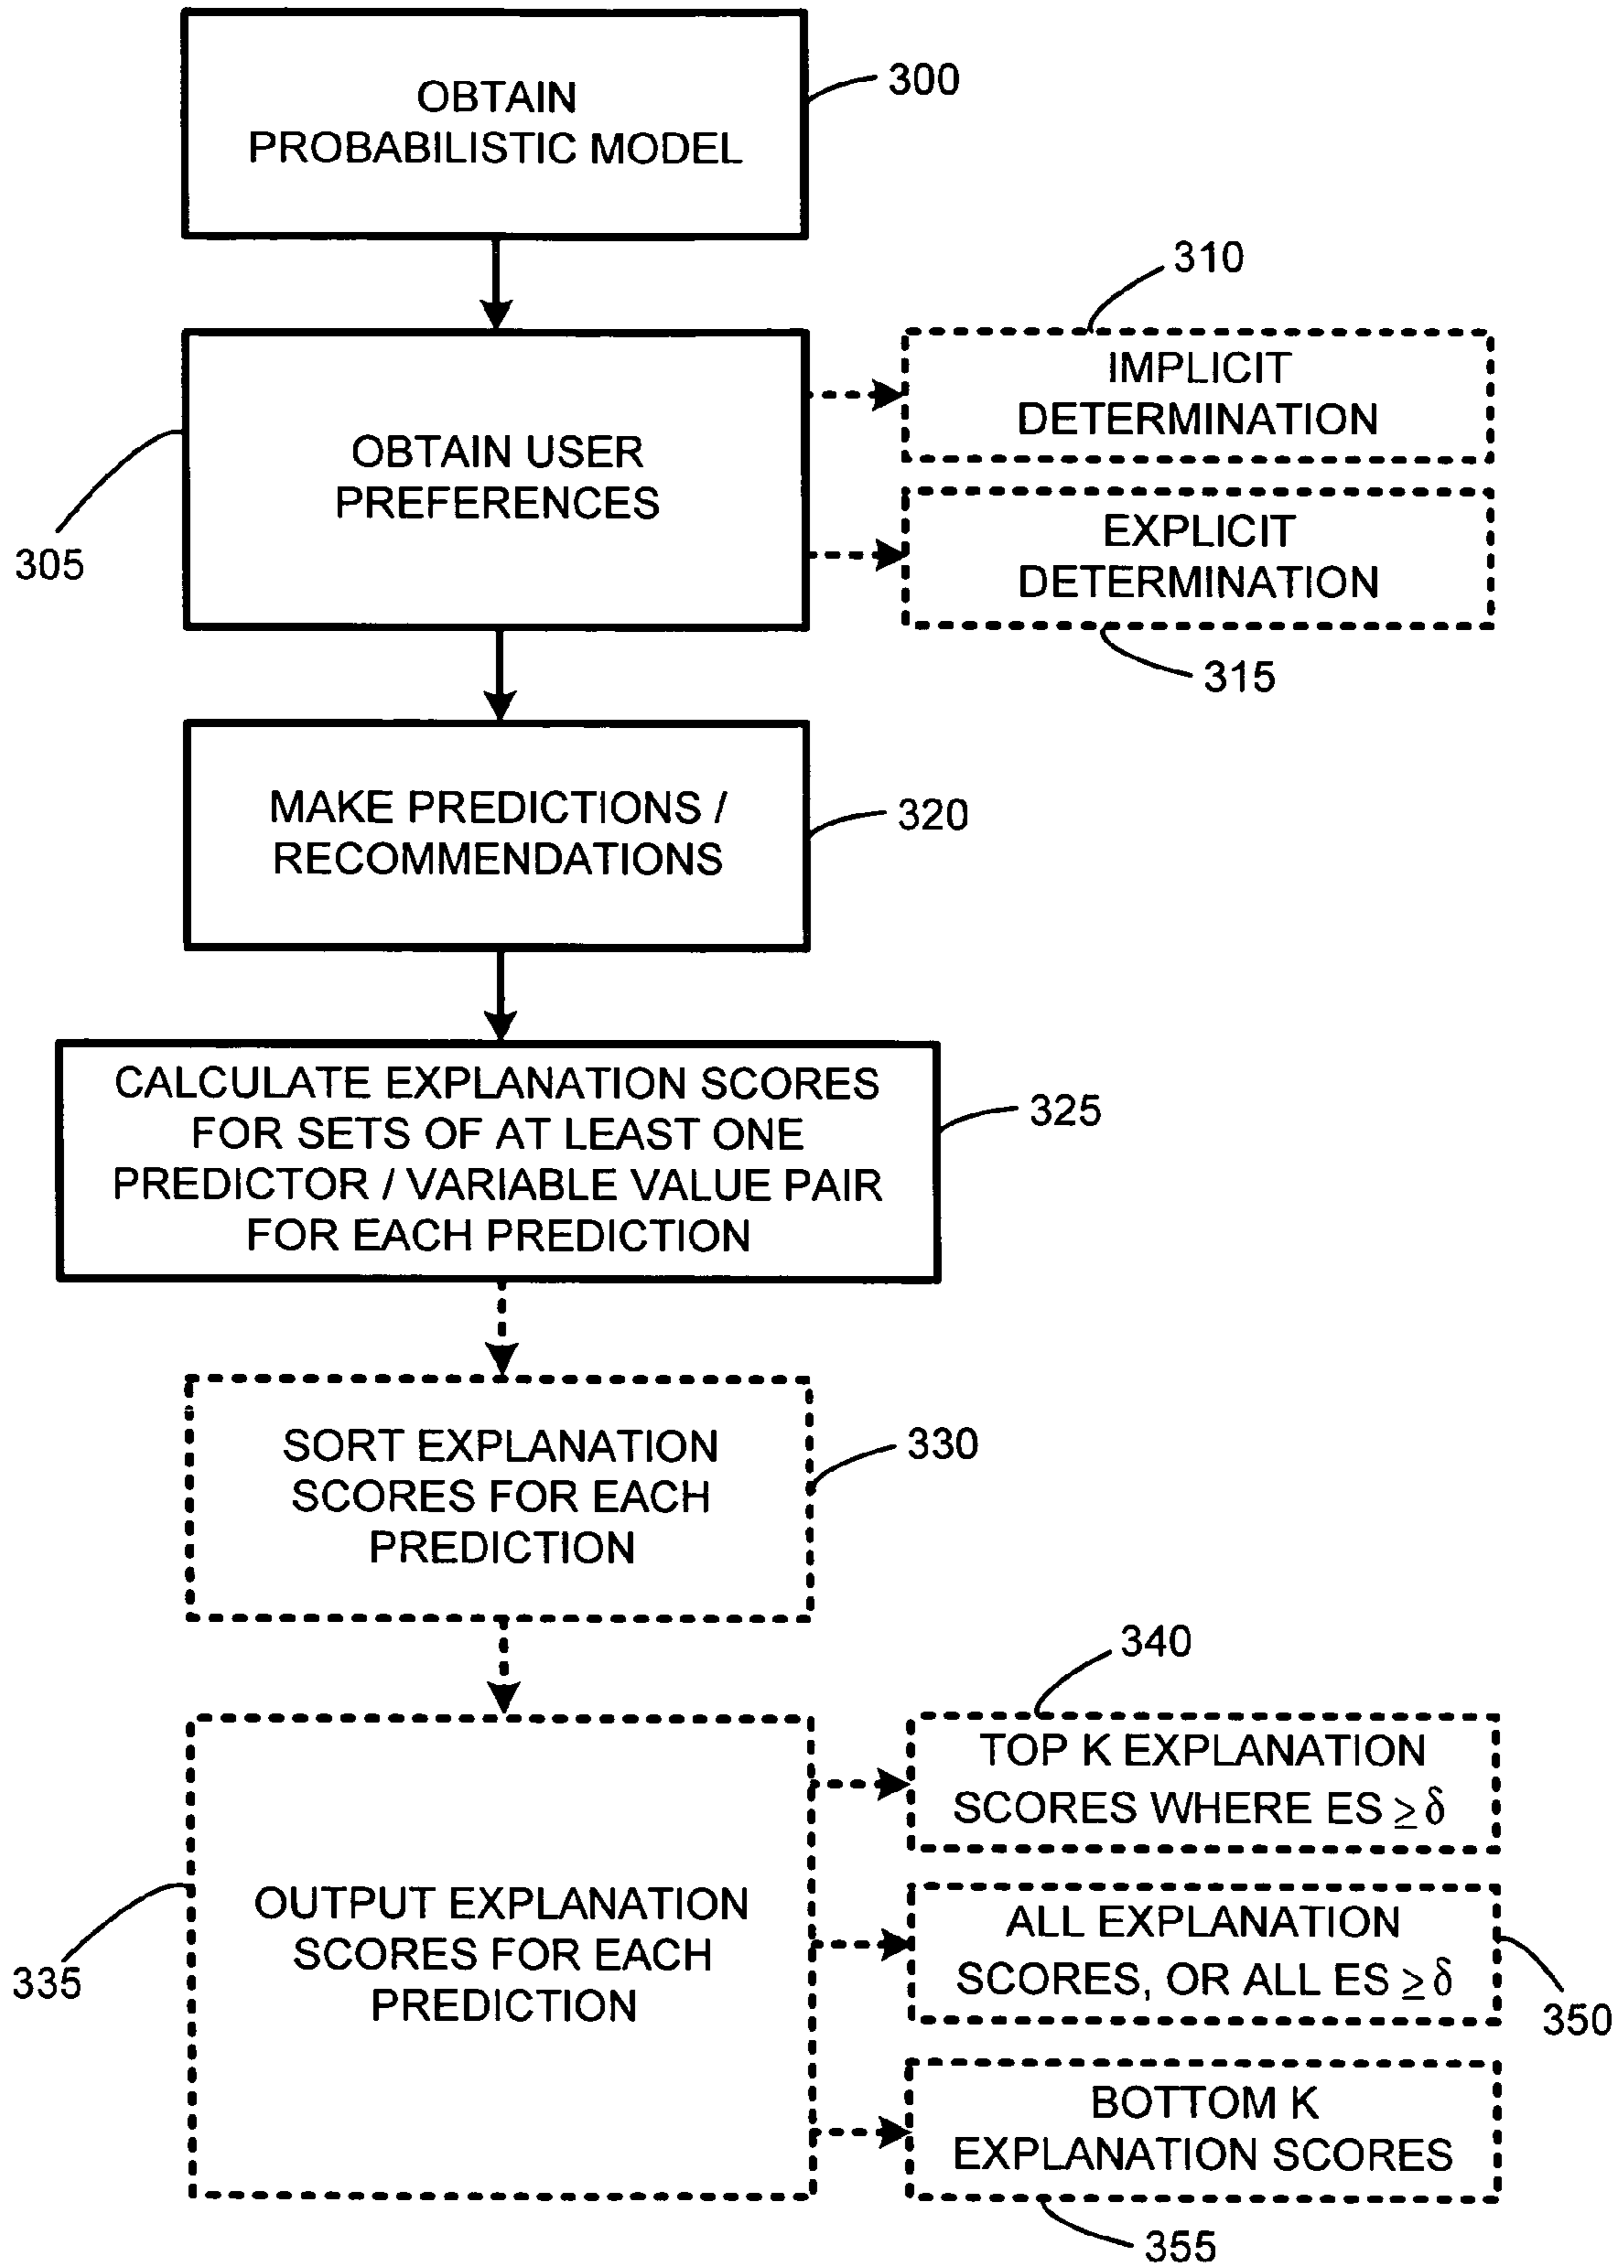 OBTAIN
PROBABILISTIC MODEL
300
310
IMPLICIT
DETERMINATION
OBTAIN USER
PREFERENCES
305
EXPLICIT
DETERMINATION
315
MAKE PREDICTIONS /
RECOMMENDATIONS
320
CALCULATE EXPLANATION SCORES
FOR SETS OF AT LEAST ONE
PREDICTOR / VARIABLE VALUE PAIR
FOR EACH PREDICTION
325
SORT EXPLANATION
SCORES FOR EACH
PREDICTION
330
340
TOP K EXPLANATION
SCORES WHERE ES ≥ δ
OUTPUT EXPLANATION
SCORES FOR EACH
PREDICTION
335
ALL EXPLANATION
SCORES, OR ALL ES ≥ δ
350
BOTTOM K
EXPLANATION SCORES
355